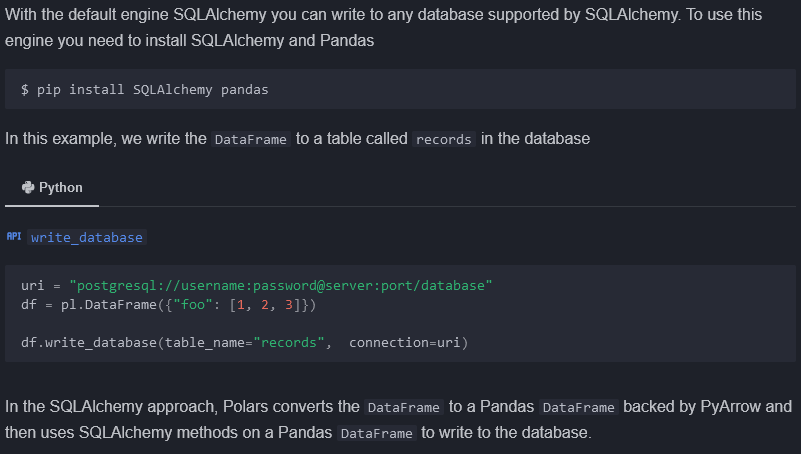 With the default engine SQLAlchemy you can write to any database supported by SQLAlchemy. To use this
engine you need to install SQLAlchemy and Pandas
$ pip install SQLAlchemy pandas
In this example, we write the DataFrame to a table called records in the database
Python
API write_database
uri = "postgresql://username:password@server:port/database"
df = pl.DataFrame({"foo": [1, 2, 3]})
df.write_database(table_name="records",  connection=uri)
In the SQLAlchemy approach, Polars converts the DataFrame to a Pandas DataFrame backed by PyArrow and
then uses SQLAlchemy methods on a Pandas DataFrame to write to the database.